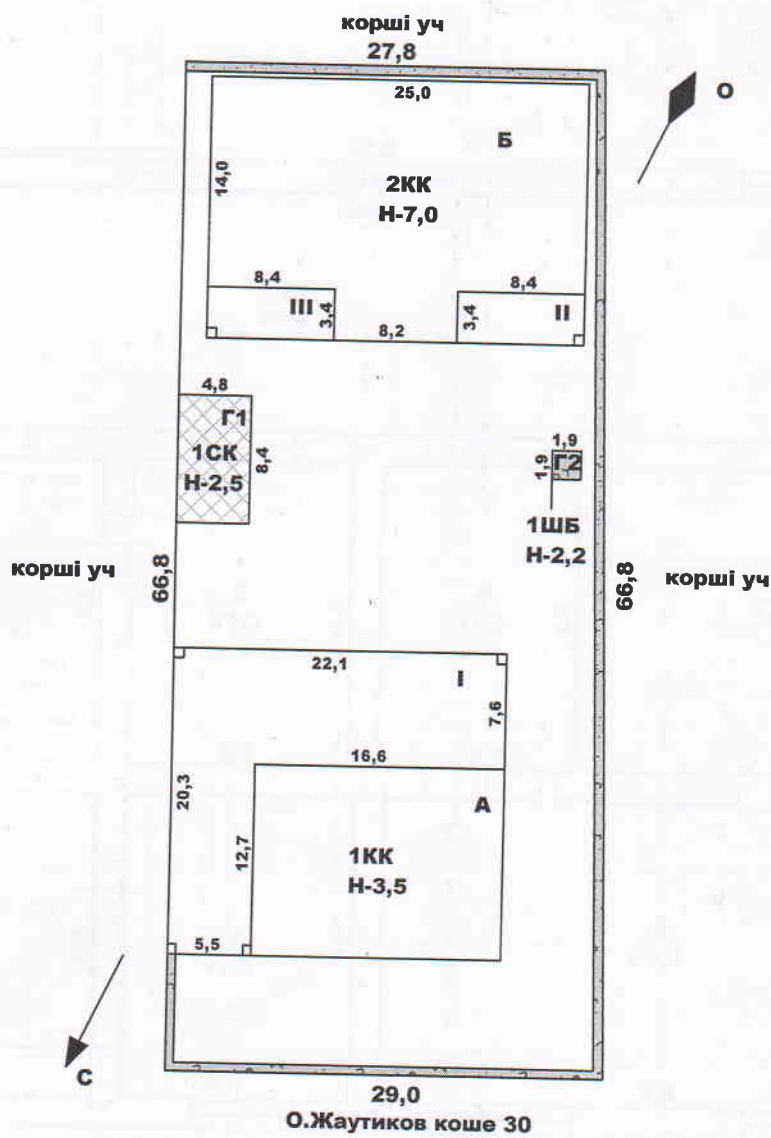 корші уч
27,8
О
25,0
Б
14,0
2КК
Н-7,0
8,4
8,4
III
3,4
8,2
3,4
II
4,8
Г1
1СК
Н-2,5
8,4
1,9
1,9
Г2
1ШБ
Н-2,2
корші уч
66,8
66,8
корші уч
22,1
I
7,6
16,6
20,3
А
12,7
1КК
Н-3,5
5,5
С
29,0
О.Жаутиков коше 30